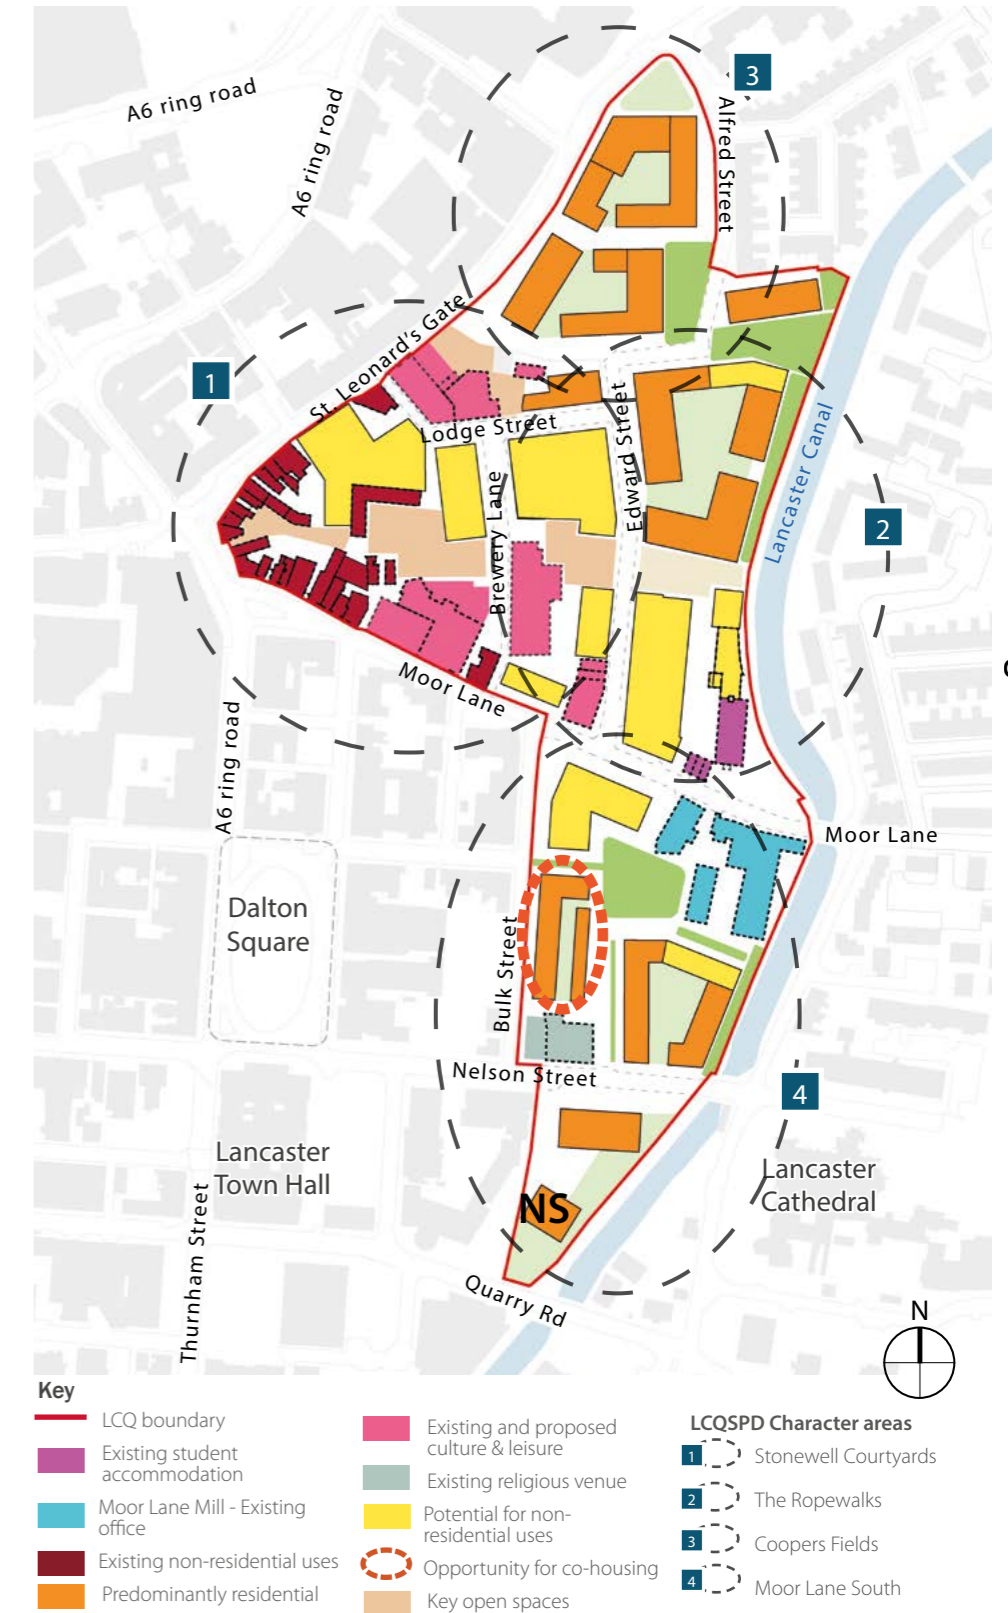 3
A6 ring road
A6 ring road
Alfred Street
1
St. Leonard's Gate
Lodge Street
Edward Street
Brewery Lane
Lancaster Canal
2
Moor Lane
A6 ring road
Moor Lane
Dalton
Square
Bulk Street
Nelson Street
4
Lancaster
Town Hall
Lancaster
Cathedral
NS
Thurnham Street
Quarry Rd
N
Key
LCQ boundary
Existing student
accommodation
Moor Lane Mill - Existing
office
Existing non-residential uses
Predominantly residential
Existing and proposed
culture & leisure
Existing religious venue
Potential for non-
residential uses
Opportunity for co-housing
Key open spaces
LCQSPD Character areas
1 Stonewell Courtyards
2 The Ropewalks
3 Coopers Fields
4 Moor Lane South